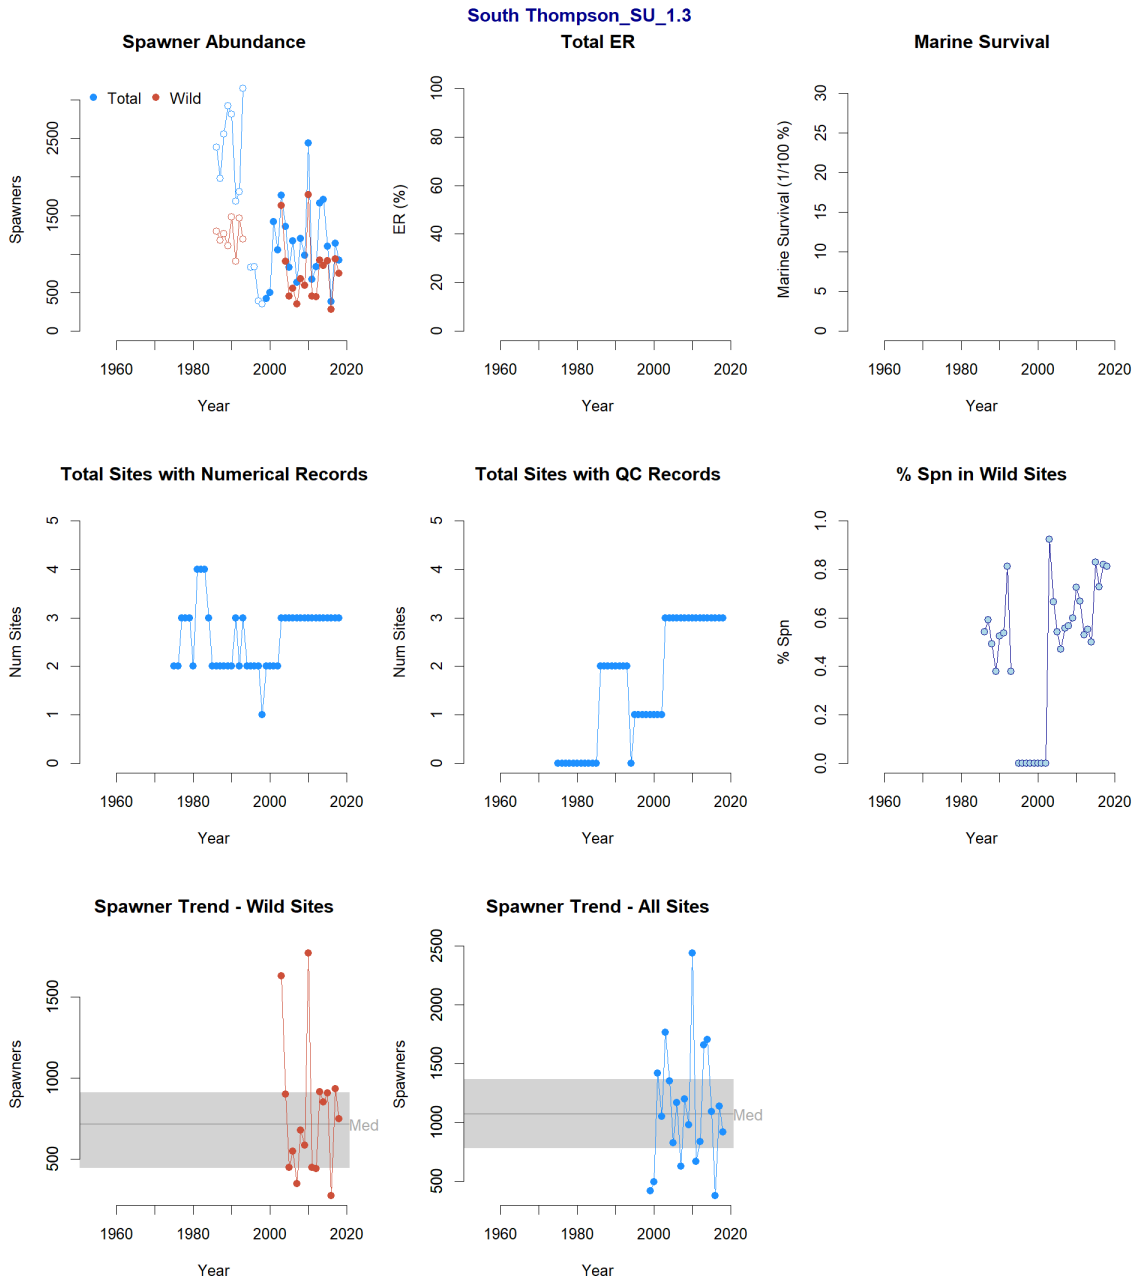 South Thompson_SU_1.3
Spawner Abundance
Total
Wild
Spawners
0
500
1500
2500
1960
1980
2000
2020
Year
Total ER
ER (%)
0
20
40
60
80
100
1960
1980
2000
2020
Year
Marine Survival
Marine Survival (1/100 %)
0
5
10
15
20
25
30
1960
1980
2000
2020
Year
Total Sites with Numerical Records
Num Sites
0
1
2
3
4
5
1960
1980
2000
2020
Year
Total Sites with QC Records
Num Sites
0
1
2
3
4
5
1960
1980
2000
2020
Year
% Spn in Wild Sites
% Spn
0.0
0.2
0.4
0.6
0.8
1.0
1960
1980
2000
2020
Year
Spawner Trend - Wild Sites
Spawners
500
1000
1500
Med
1960
1980
2000
2020
Year
Spawner Trend - All Sites
Spawners
500
1000
1500
2000
2500
Med
1960
1980
2000
2020
Year